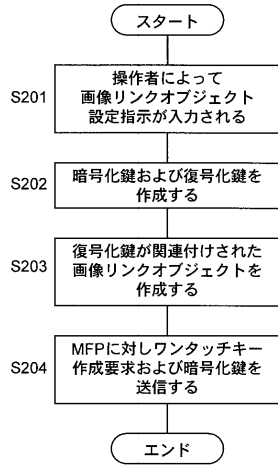 スタート
S201
操作者によって
画像リンクオブジェクト
設定指示が入力される
S202
暗号化鍵および復号化鍵を
作成する
S203
復号化鍵が関連付けされた
画像リンクオブジェクトを
作成する
S204
MFPに対しワンタッチキー
作成要求および暗号化鍵を
送信する
エンド